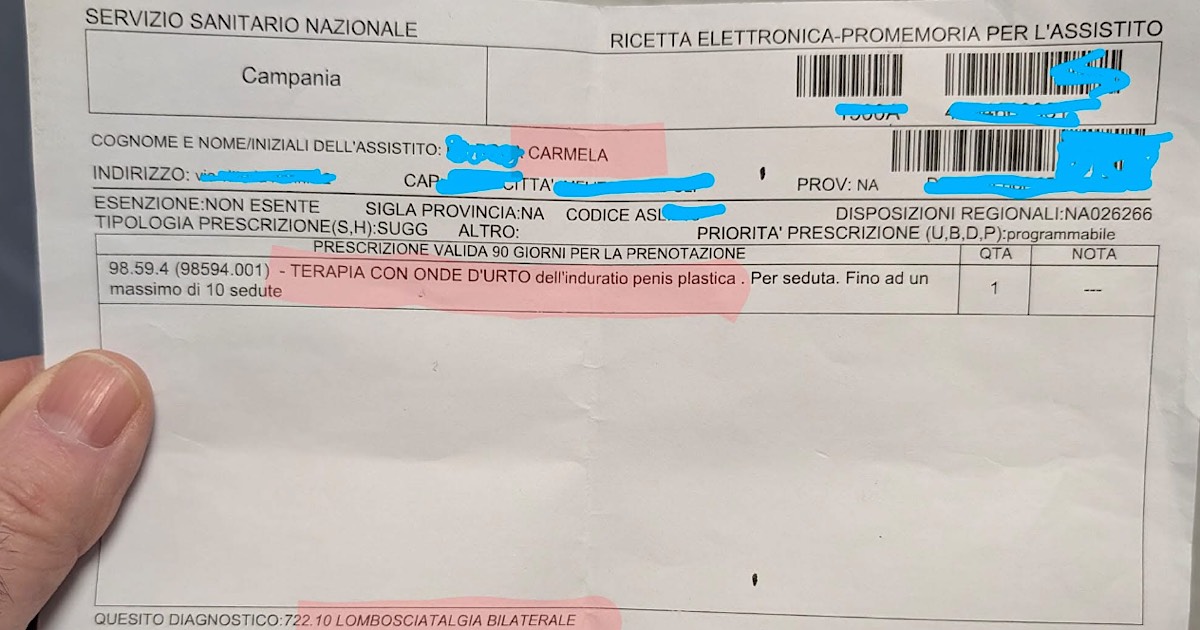 SERVIZIO SANITARIO NAZIONALE
RICETTA ELETTRONICA-PROMEMORIA PER L'ASSISTITO
Campania
COGNOME E NOME/INIZIALI DELL'ASSISTITO: CARMELA
INDIRIZZO: CAP: CITTA' PROV: NA
ESENZIONE:NON ESENTE SIGLA PROVINCIA:NA CODICE ASL: DISPOSIZIONI REGIONALI:NA026266
TIPOLOGIA PRESCRIZIONE(S,H):SUGG ALTRO: PRIORITA' PRESCRIZIONE (U,B,D,P):programmabile
PRESCRIZIONE VALIDA 90 GIORNI PER LA PRENOTAZIONE QTA NOTA
98.59.4 (98594.001) - TERAPIA CON ONDE D'URTO dell'induratio penis plastica . Per seduta. Fino ad un
massimo di 10 sedute 1 ---
QUESITO DIAGNOSTICO:722.10 LOMBOSCIATALGIA BILATERALE